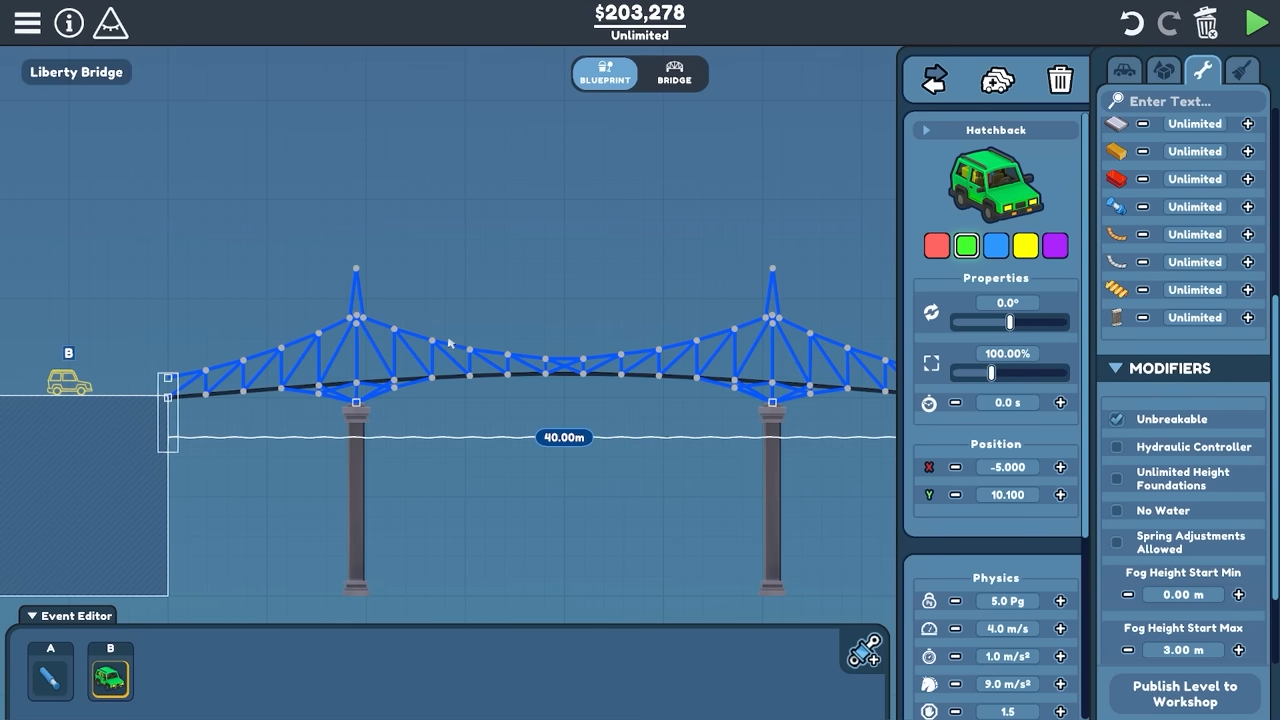 $203,278
Unlimited
Liberty Bridge
BLUEPRINT
BRIDGE
B
40.00m
Event Editor
A
B
Hatchback
Properties
0.0°
100.00%
0.0 s
Position
X
-5.000
Y
10.100
Physics
5.0 Pg
4.0 m/s
1.0 m/s²
9.0 m/s²
1.5
Enter Text...
Unlimited
Unlimited
Unlimited
Unlimited
Unlimited
Unlimited
Unlimited
Unlimited
MODIFIERS
Unbreakable
Hydraulic Controller
Unlimited Height
Foundations
No Water
Spring Adjustments
Allowed
Fog Height Start Min
0.00 m
Fog Height Start Max
3.00 m
Publish Level to
Workshop